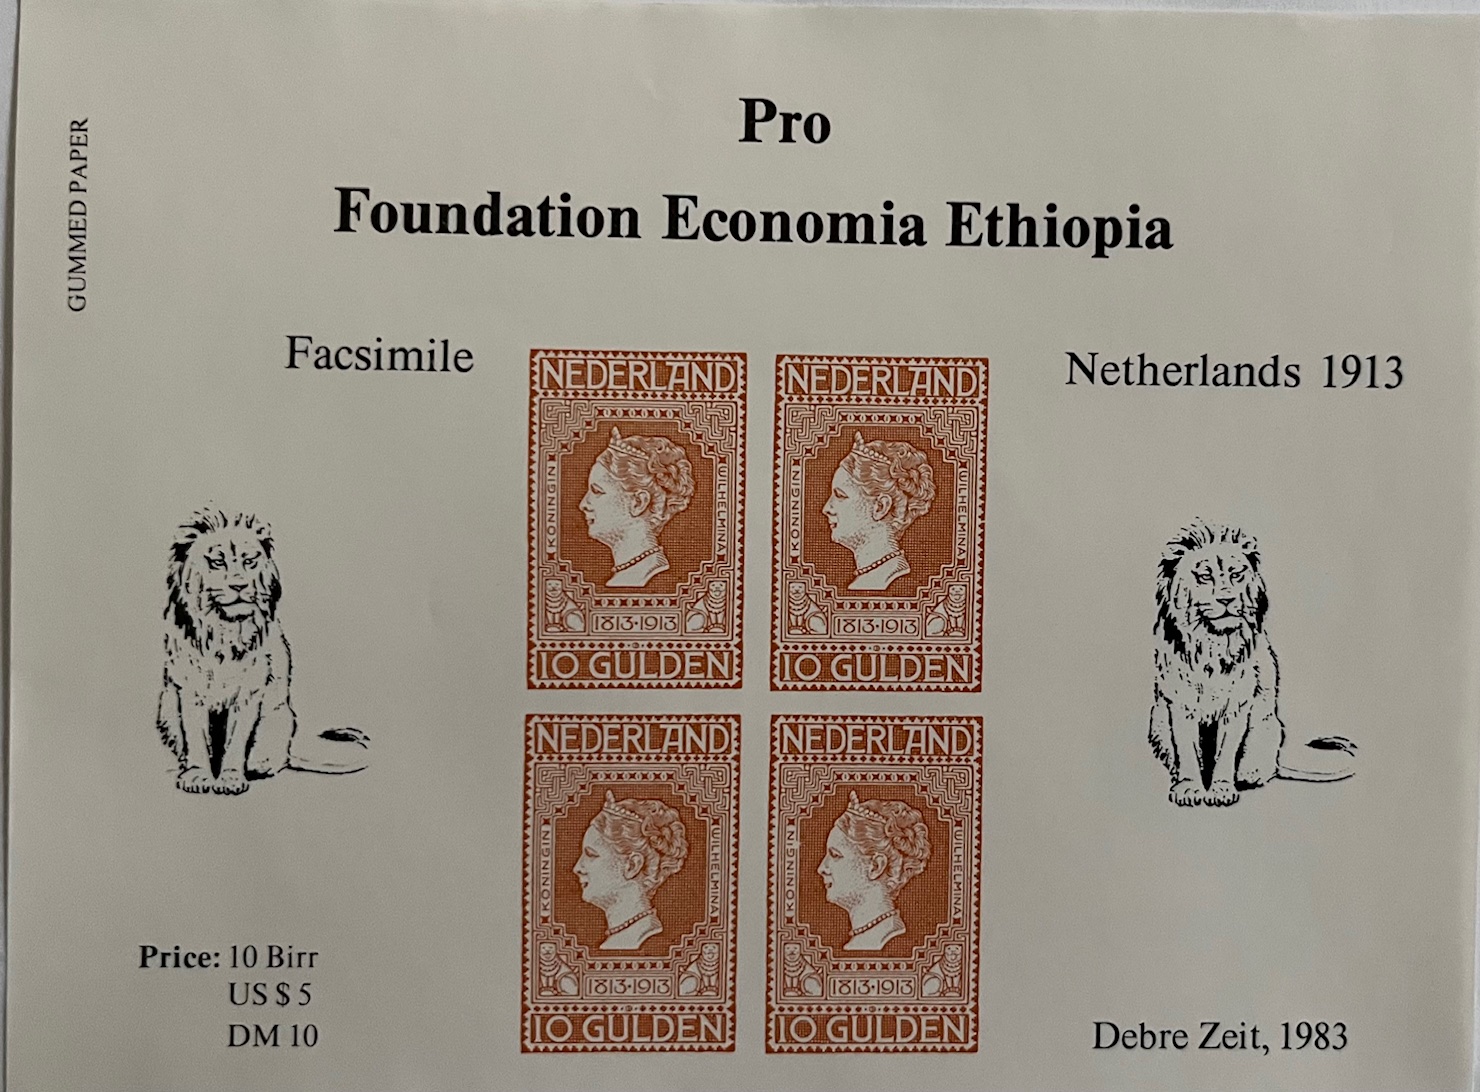 GUMMED PAPER
Pro
Foundation Economia Ethiopia
Facsimile
Netherlands 1913
NEDERLAND
KONINGIN
WILHELMINA
1813·1913
10 GULDEN
NEDERLAND
KONINGIN
WILHELMINA
1813·1913
10 GULDEN
NEDERLAND
KONINGIN
WILHELMINA
1813·1913
10 GULDEN
NEDERLAND
KONINGIN
WILHELMINA
1813·1913
10 GULDEN
Price: 10 Birr
US $ 5
DM 10
Debre Zeit, 1983